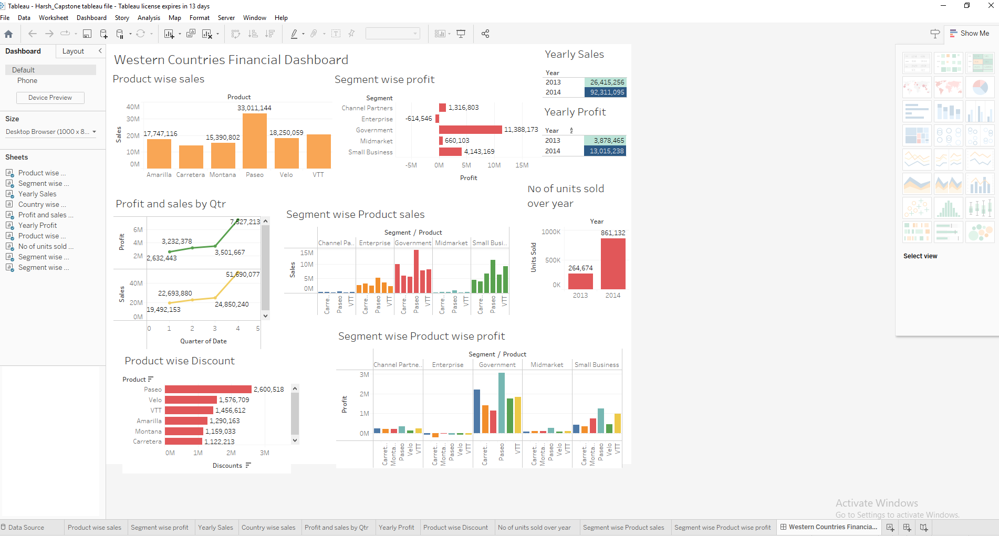 Tableau - Harsh_Capstone tableau file - Tableau license expires in 13 days
File Data Worksheet Dashboard Story Analysis Map Format Server Window Help
Show Me
Dashboard Layout
Default
Phone
Device Preview
Size
Desktop Browser (1000 x 8...
Sheets
Product wise ...
Segment wise ...
Yearly Sales
Country wise ...
Profit and sales ...
Yearly Profit
Product wise ...
No of units sold ...
Segment wise ...
Segment wise ...
Western Countries Financial Dashboard
Product wise sales
Product
Sales
40M
30M
20M
10M
0M
17,747,116
15,390,802
33,011,144
18,250,059
Amarilla Carretera Montana Paseo Velo VTT
Segment wise profit
Segment
Channel Partners 1,316,803
Enterprise -614,546
Government 11,388,173
Midmarket 660,103
Small Business 4,143,169
-5M 0M 5M 10M 15M
Profit
Yearly Sales
Year
2013 26,415,256
2014 92,311,095
Yearly Profit
Year
2013 3,878,465
2014 13,015,238
Profit and sales by Qtr
Profit
6M
4M
2M
2,632,443
3,232,378
3,501,667
7,527,213
Sales
40M
20M
0M
19,492,153
22,693,880
24,850,240
51,690,077
0 1 2 3 4 5
Quarter of Date
Segment wise Product sales
Segment / Product
Channel Pa.. Enterprise Government Midmarket Small Busi..
Sales
15M
10M
5M
0M
Carre.. Paseo VTT Carre.. Paseo VTT Carre.. Paseo VTT Carre.. Paseo VTT Carre.. Paseo VTT
No of units sold
over year
Year
Units Sold
1000K
500K
0K
264,674
861,132
2013 2014
Product wise Discount
Product
Paseo 2,600,518
Velo 1,576,709
VTT 1,456,612
Amarilla 1,290,163
Montana 1,159,033
Carretera 1,122,213
0M 1M 2M 3M
Discounts
Segment wise Product wise profit
Segment / Product
Channel Partne.. Enterprise Government Midmarket Small Business
Profit
3M
2M
1M
0M
Carret.. Monta.. Paseo Velo VTT Carret.. Monta.. Paseo Velo VTT Carret.. Paseo VTT Carret.. Monta.. Paseo Velo VTT Carret.. Monta.. Paseo Velo VTT
Select view
Activate Windows
Go to Settings to activate Windows.
Data Source Product wise sales Segment wise profit Yearly Sales Country wise sales Profit and sales by Qtr Yearly Profit Product wise Discount No of units sold over year Segment wise Product sales Segment wise Product wise profit Western Countries Financia...